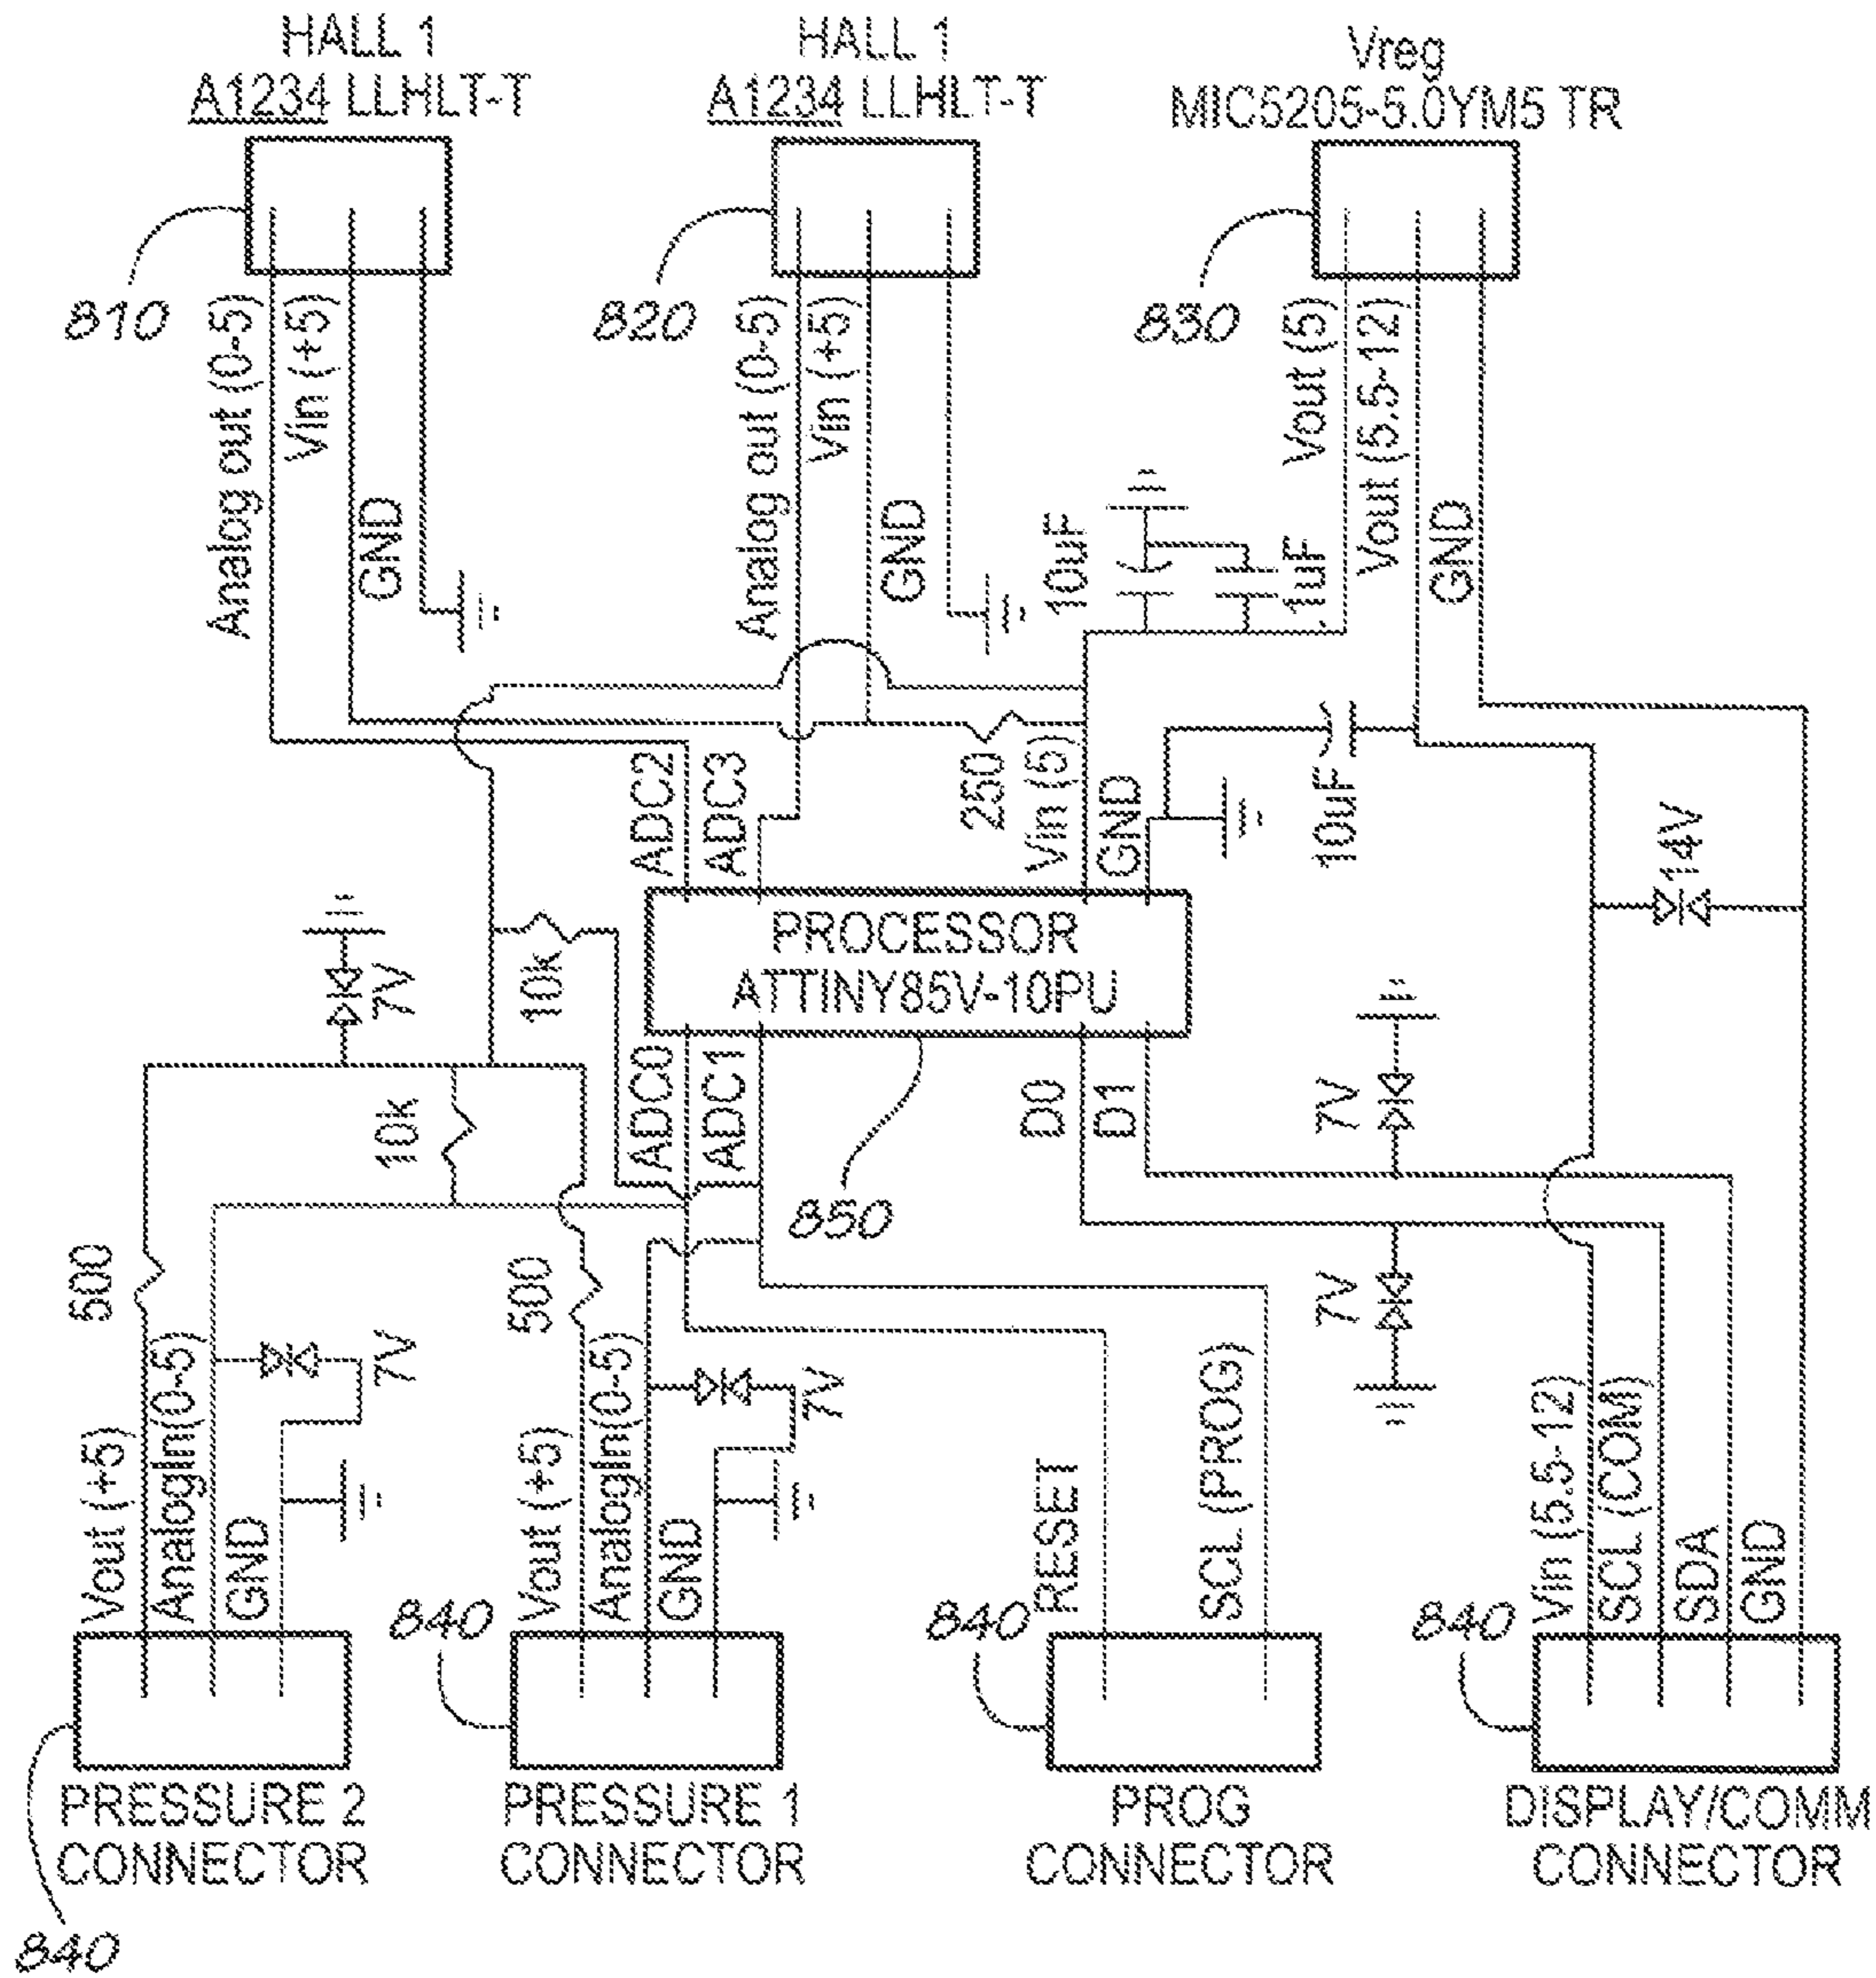 HALL 1
A1234 LLHLT-T
HALL 1
A1234 LLHLT-T
Vreg
MIC5205-5.0YM5 TR
810
820
830
Analog out (0-5)
Vin (+5)
GND
Analog out (0-5)
Vin (+5)
GND
10uF
.1uF
Vout (5)
Vout (5.5-12)
GND
ADC2
ADC3
250
Vin (5)
GND
10uF
14V
PROCESSOR
ATTINY85V-10PU
7V
10k
10k
ADC0
ADC1
D0
D1
7V
850
500
500
7V
7V
7V
Vout (+5)
AnalogIn(0-5)
GND
Vout (+5)
AnalogIn(0-5)
GND
RESET
SCL (PROG)
Vin (5.5-12)
SCL (COM)
SDA
GND
840
840
840
PRESSURE 2
CONNECTOR
PRESSURE 1
CONNECTOR
PROG
CONNECTOR
DISPLAY/COMM
CONNECTOR
840